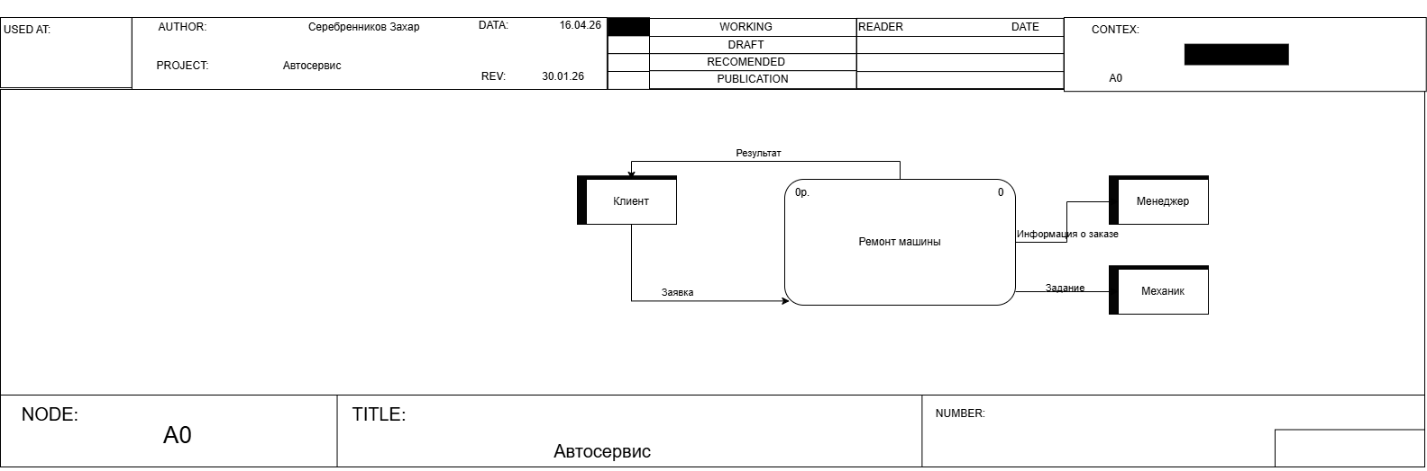 USED AT:
AUTHOR: Серебренников Захар DATA: 16.04.26
PROJECT: Автосервис REV: 30.01.26
WORKING
DRAFT
RECOMENDED
PUBLICATION
READER DATE
CONTEX:
A0
Результат
Клиент
0р. 0
Ремонт машины
Менеджер
Информация о заказе
Заявка
Задание
Механик
NODE:
A0
TITLE:
Автосервис
NUMBER: